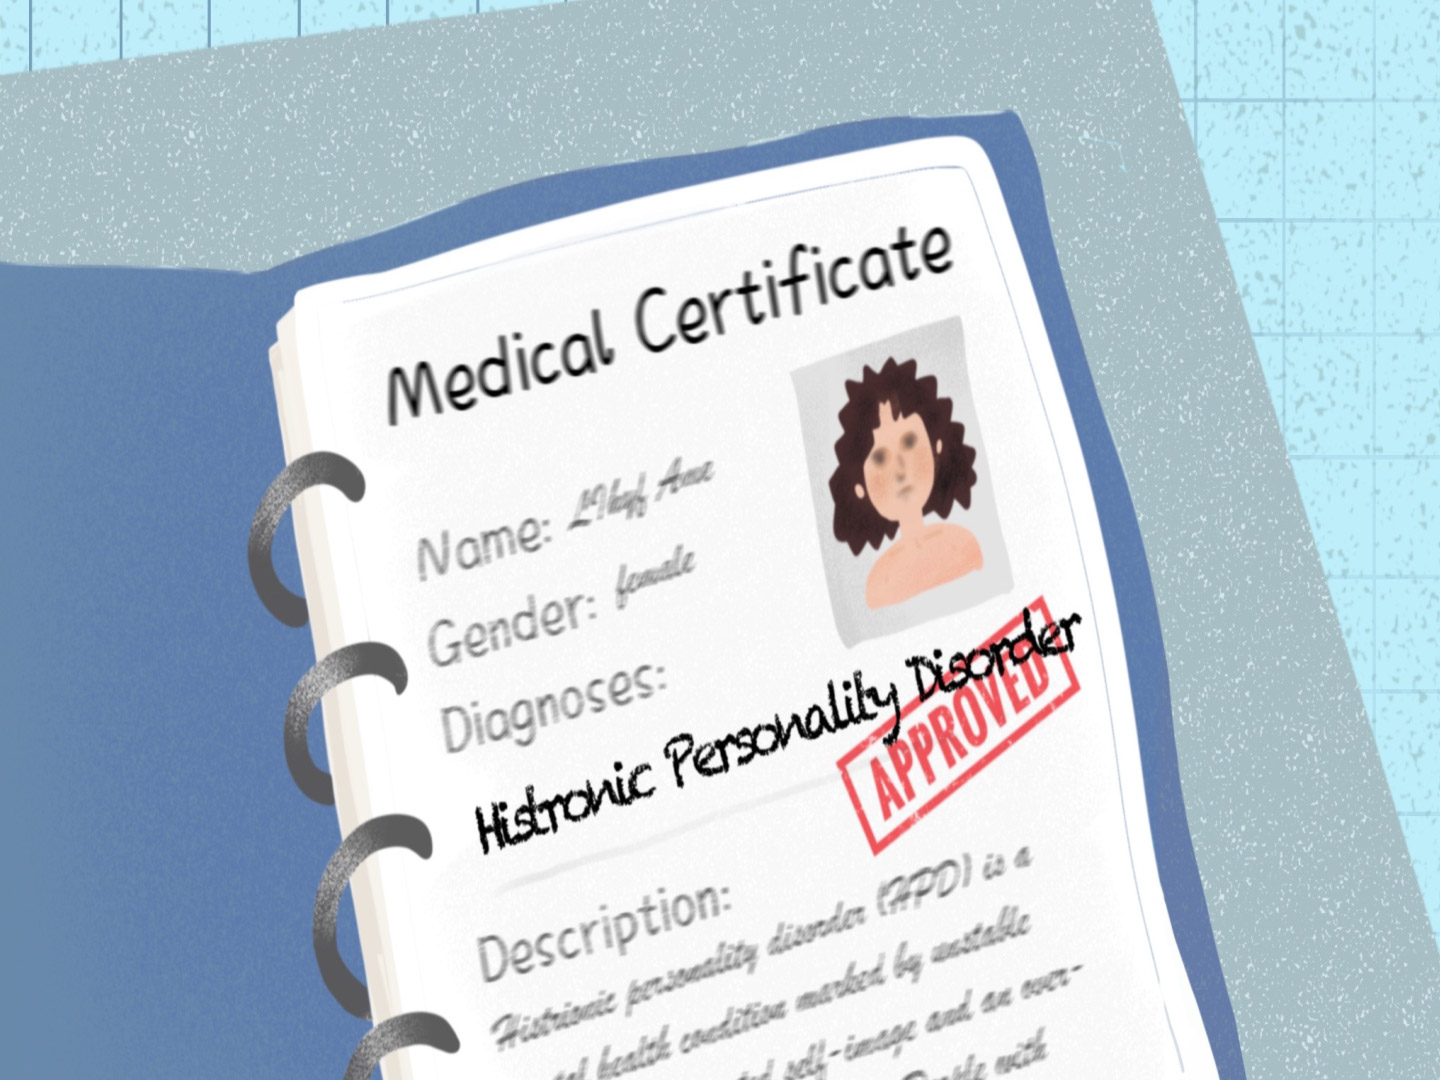 Medical Certificate
Name:
Gender: female
Diagnoses:
Histronic Personality Disorder
APPROVED
Description:
Histrionic personality disorder (HPD) is a
health condition marked by unstable
self-image and an over-
with